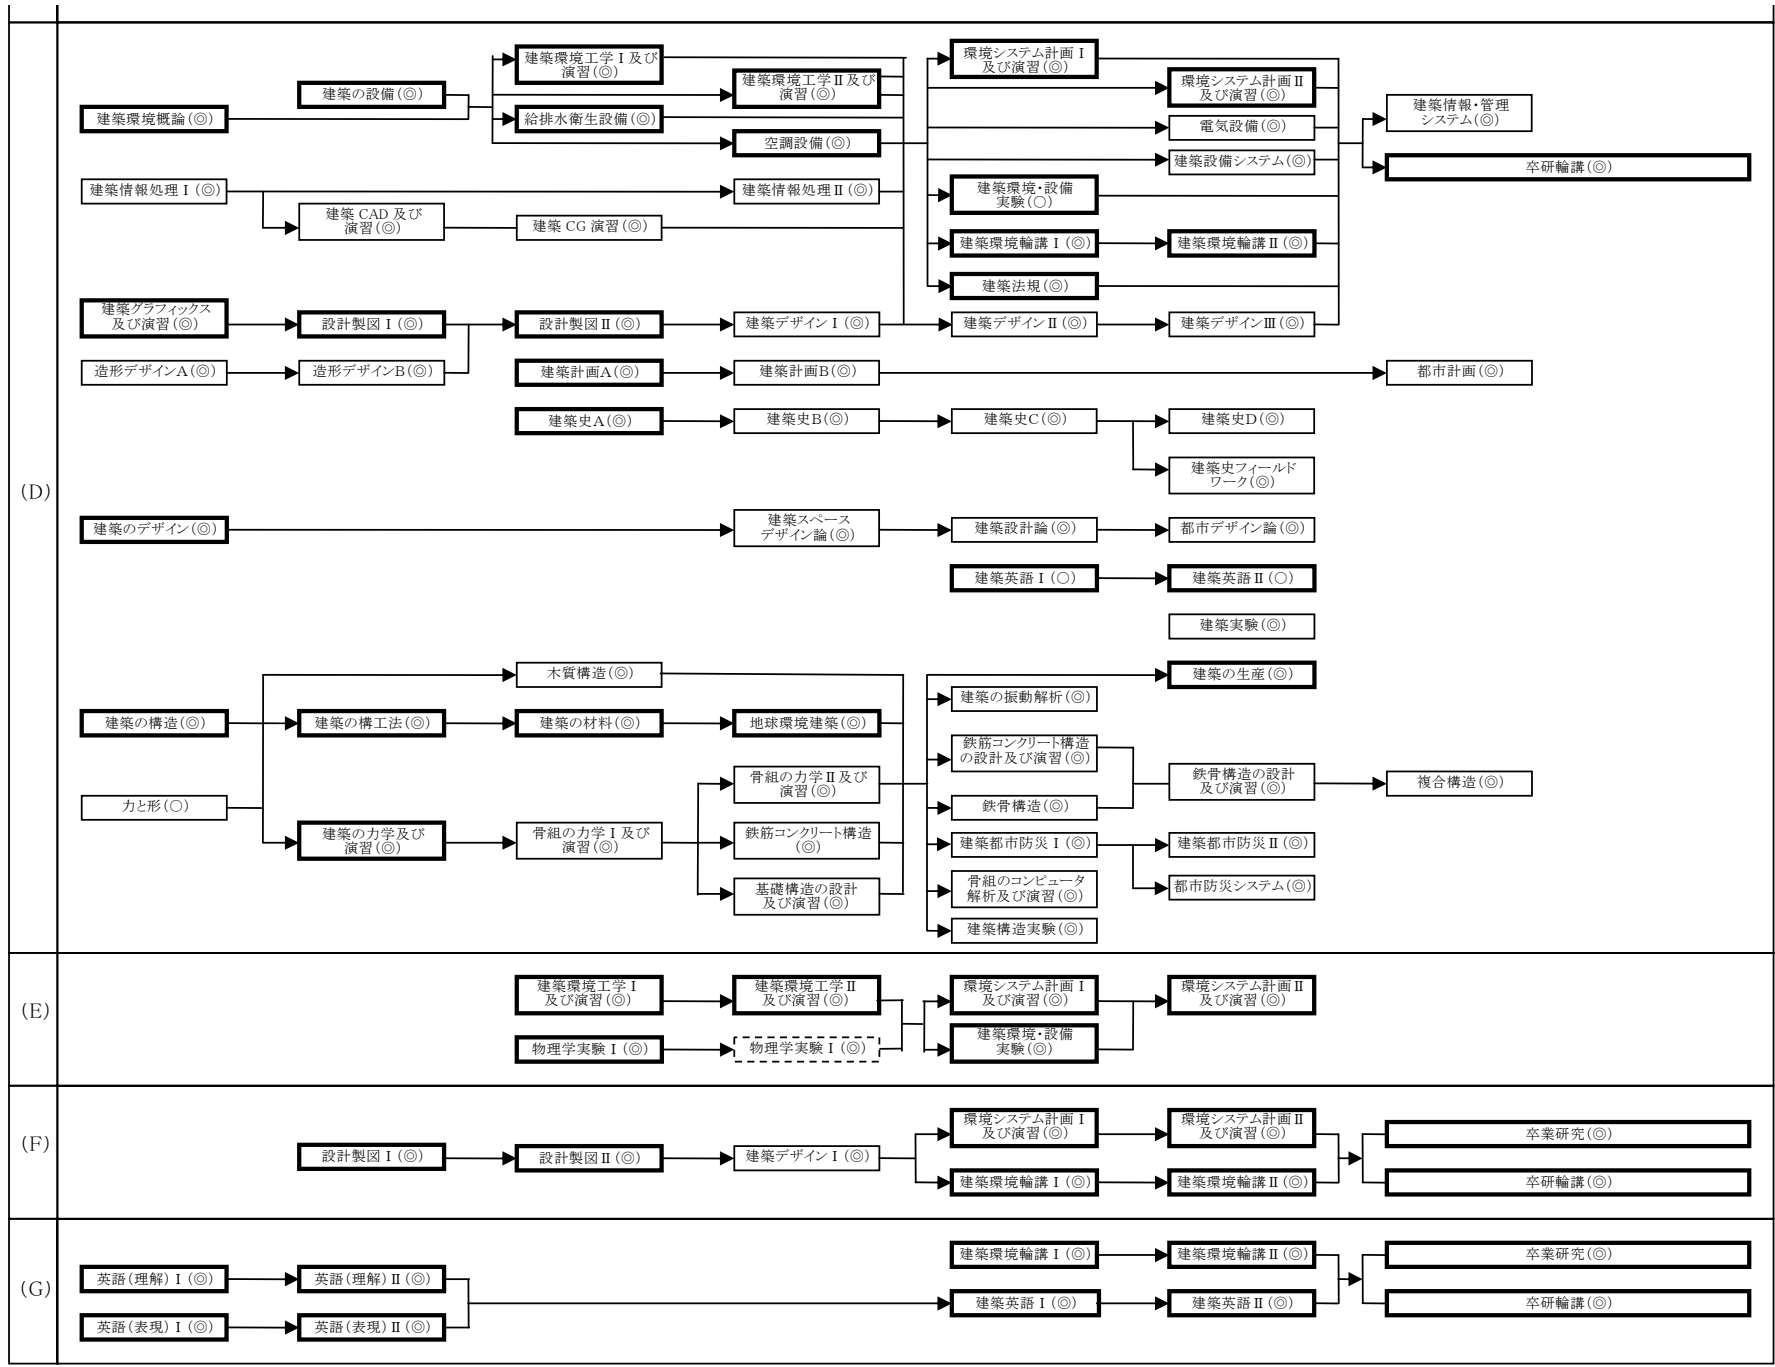 (D)
建築環境概論(◎)
建築の設備(◎)
建築環境工学Ⅰ及び
演習(◎)
建築環境工学Ⅱ及び
演習(◎)
給排水衛生設備(◎)
空調設備(◎)
環境システム計画Ⅰ
及び演習(◎)
環境システム計画Ⅱ
及び演習(◎)
電気設備(◎)
建築設備システム(◎)
建築情報・管理
システム(◎)
卒研輪講(◎)
建築情報処理Ⅰ(◎)
建築情報処理Ⅱ(◎)
建築環境・設備
実験(○)
建築 CAD 及び
演習(◎)
建築 CG 演習(◎)
建築環境輪講Ⅰ(◎)
建築環境輪講Ⅱ(◎)
建築法規(◎)
建築グラフィックス
及び演習(◎)
設計製図Ⅰ(◎)
設計製図Ⅱ(◎)
建築デザインⅠ(◎)
建築デザインⅡ(◎)
建築デザインⅢ(◎)
造形デザインA(◎)
造形デザインB(◎)
建築計画A(◎)
建築計画B(◎)
都市計画(◎)
建築史A(◎)
建築史B(◎)
建築史C(◎)
建築史D(◎)
建築史フィールド
ワーク(◎)
建築のデザイン(◎)
建築スペース
デザイン論(◎)
建築設計論(◎)
都市デザイン論(◎)
建築英語Ⅰ(○)
建築英語Ⅱ(○)
建築実験(◎)
木質構造(◎)
建築の生産(◎)
建築の振動解析(◎)
建築の構造(◎)
建築の構工法(◎)
建築の材料(◎)
地球環境建築(◎)
鉄筋コンクリート構造
の設計及び演習(◎)
骨組の力学Ⅱ及び
演習(◎)
鉄骨構造の設計
及び演習(◎)
複合構造(◎)
力と形(○)
鉄骨構造(◎)
建築の力学及び
演習(◎)
骨組の力学Ⅰ及び
演習(◎)
鉄筋コンクリート構造
(◎)
建築都市防災Ⅰ(◎)
建築都市防災Ⅱ(◎)
基礎構造の設計
及び演習(◎)
骨組のコンピュータ
解析及び演習(◎)
都市防災システム(◎)
建築構造実験(◎)
(E)
建築環境工学Ⅰ
及び演習(◎)
建築環境工学Ⅱ
及び演習(◎)
環境システム計画Ⅰ
及び演習(◎)
環境システム計画Ⅱ
及び演習(◎)
物理学実験Ⅰ(◎)
物理学実験Ⅰ(◎)
建築環境・設備
実験(◎)
(F)
設計製図Ⅰ(◎)
設計製図Ⅱ(◎)
建築デザインⅠ(◎)
環境システム計画Ⅰ
及び演習(◎)
環境システム計画Ⅱ
及び演習(◎)
卒業研究(◎)
建築環境輪講Ⅰ(◎)
建築環境輪講Ⅱ(◎)
卒研輪講(◎)
(G)
建築環境輪講Ⅰ(◎)
建築環境輪講Ⅱ(◎)
卒業研究(◎)
英語(理解)Ⅰ(◎)
英語(理解)Ⅱ(◎)
建築英語Ⅰ(◎)
建築英語Ⅱ(◎)
卒研輪講(◎)
英語(表現)Ⅰ(◎)
英語(表現)Ⅱ(◎)